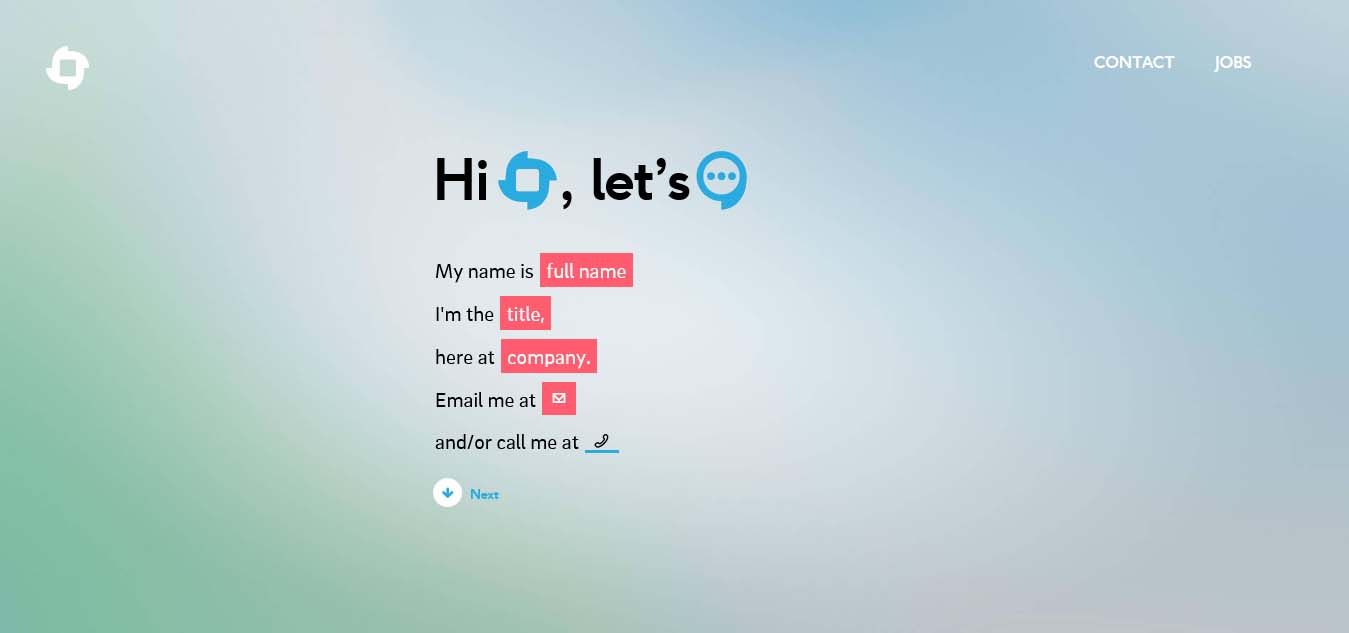 CONTACT JOBS
Hi , let’s
My name is full name
I'm the title,
here at company.
Email me at
and/or call me at
Next